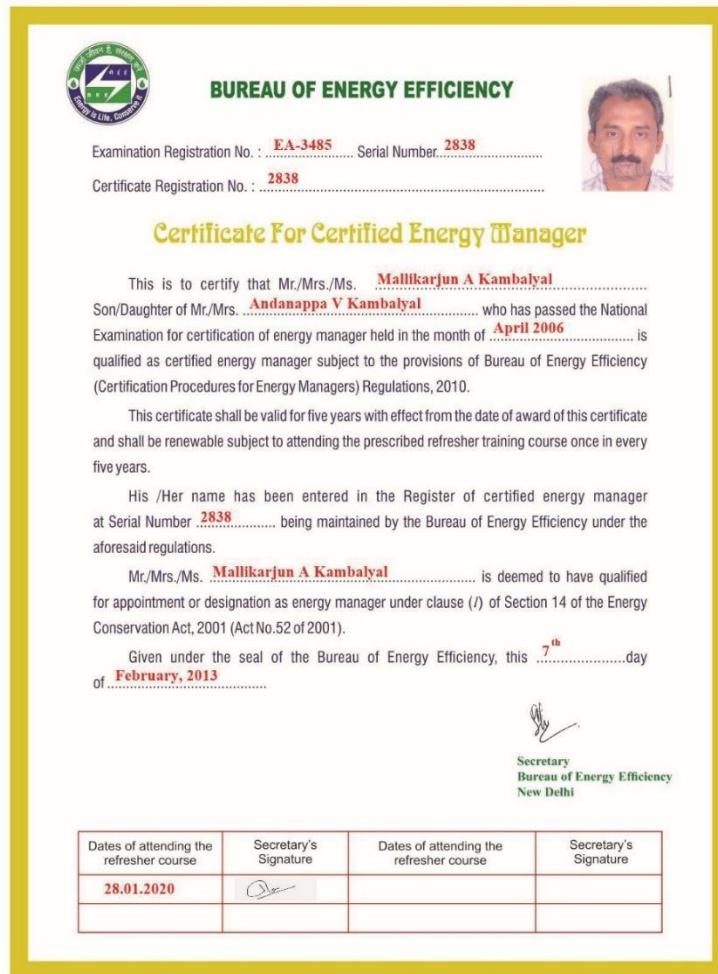 BUREAU OF ENERGY EFFICIENCY
Examination Registration No. : EA-3485 Serial Number 2838
Certificate Registration No. : 2838
Certificate For Certified Energy Manager
This is to certify that Mr./Mrs./Ms. Mallikarjun A Kambalyal
Son/Daughter of Mr./Mrs. Andanappa V Kambalyal who has passed the National
Examination for certification of energy manager held in the month of April 2006 is
qualified as certified energy manager subject to the provisions of Bureau of Energy Efficiency
(Certification Procedures for Energy Managers) Regulations, 2010.
This certificate shall be valid for five years with effect from the date of award of this certificate
and shall be renewable subject to attending the prescribed refresher training course once in every
five years.
His /Her name has been entered in the Register of certified energy manager
at Serial Number 2838 being maintained by the Bureau of Energy Efficiency under the
aforesaid regulations.
Mr./Mrs./Ms. Mallikarjun A Kambalyal is deemed to have qualified
for appointment or designation as energy manager under clause (l) of Section 14 of the Energy
Conservation Act, 2001 (Act No.52 of 2001).
Given under the seal of the Bureau of Energy Efficiency, this 7th day
of February, 2013
Secretary
Bureau of Energy Efficiency
New Delhi
Dates of attending the refresher course Secretary's Signature Dates of attending the refresher course Secretary's Signature
28.01.2020
Energy is Life, Conserve it